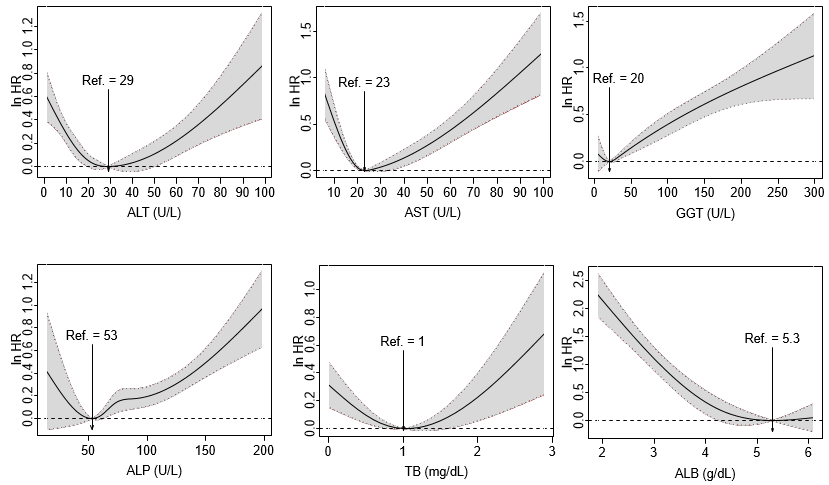 ln HR
0.0 0.2 0.4 0.6 0.8 1.0 1.2
Ref. = 29
0 10 20 30 40 50 60 70 80 90 100
ALT (U/L)
ln HR
0.0 0.5 1.0 1.5
Ref. = 23
10 20 30 40 50 60 70 80 90 100
AST (U/L)
ln HR
0.0 0.5 1.0 1.5
Ref. = 20
0 50 100 150 200 250 300
GGT (U/L)
ln HR
0.0 0.2 0.4 0.6 0.8 1.0 1.2
Ref. = 53
50 100 150 200
ALP (U/L)
ln HR
0.0 0.2 0.4 0.6 0.8 1.0
Ref. = 1
0 1 2 3
TB (mg/dL)
ln HR
0.0 0.5 1.0 1.5 2.0 2.5
Ref. = 5.3
2 3 4 5 6
ALB (g/dL)